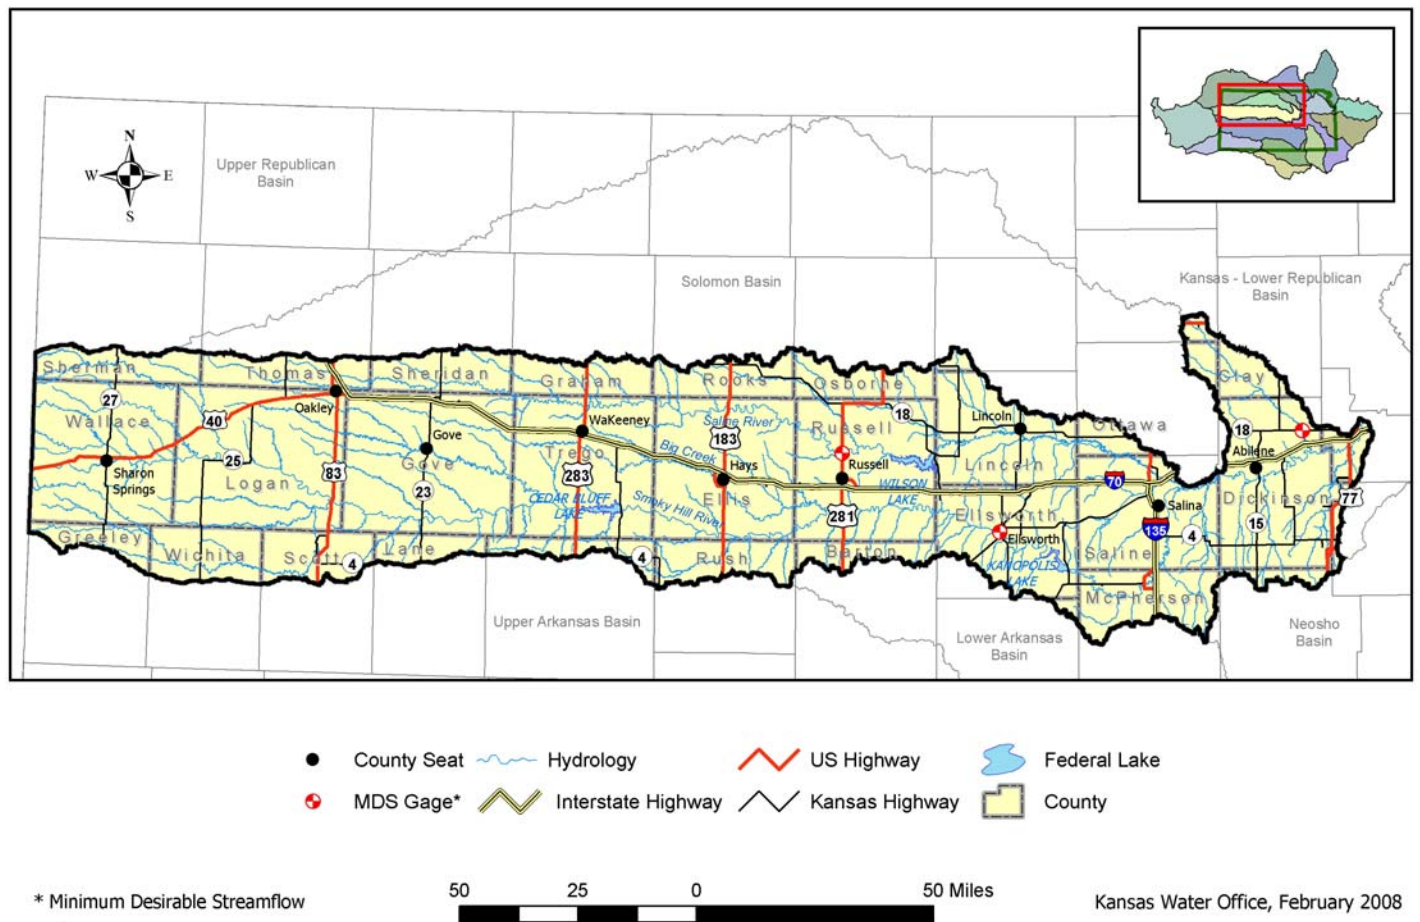 N
W E
S
Upper Republican
Basin
Solomon Basin
Kansas - Lower Republican
Basin
Sherman
Thomas
Sheridan
Graham
Rooks
Osborne
Clay
27
Oakley
WaKeeney
Saline River
18
Lincoln
Wallace
40
Gove
183
Russell
Ottawa
18
Abilene
Sharon
Springs
25
Logan
83
Gove
23
Trego
283
Big Creek
Hays
Ellis
Russell
281
WILSON
LAKE
Lincoln
70
Salina
Dickinson
77
CEDAR BLUFF
LAKE
Smoky Hill River
Ellsworth
Ellsworth
135
4
15
Greeley
Wichita
Scott
Lane
4
4
Rush
Barton
KANOPOLIS
LAKE
Saline
McPherson
Upper Arkansas Basin
Lower Arkansas
Basin
Neosho
Basin
County Seat Hydrology US Highway Federal Lake
MDS Gage* Interstate Highway Kansas Highway County
* Minimum Desirable Streamflow
50 25 0 50 Miles
Kansas Water Office, February 2008